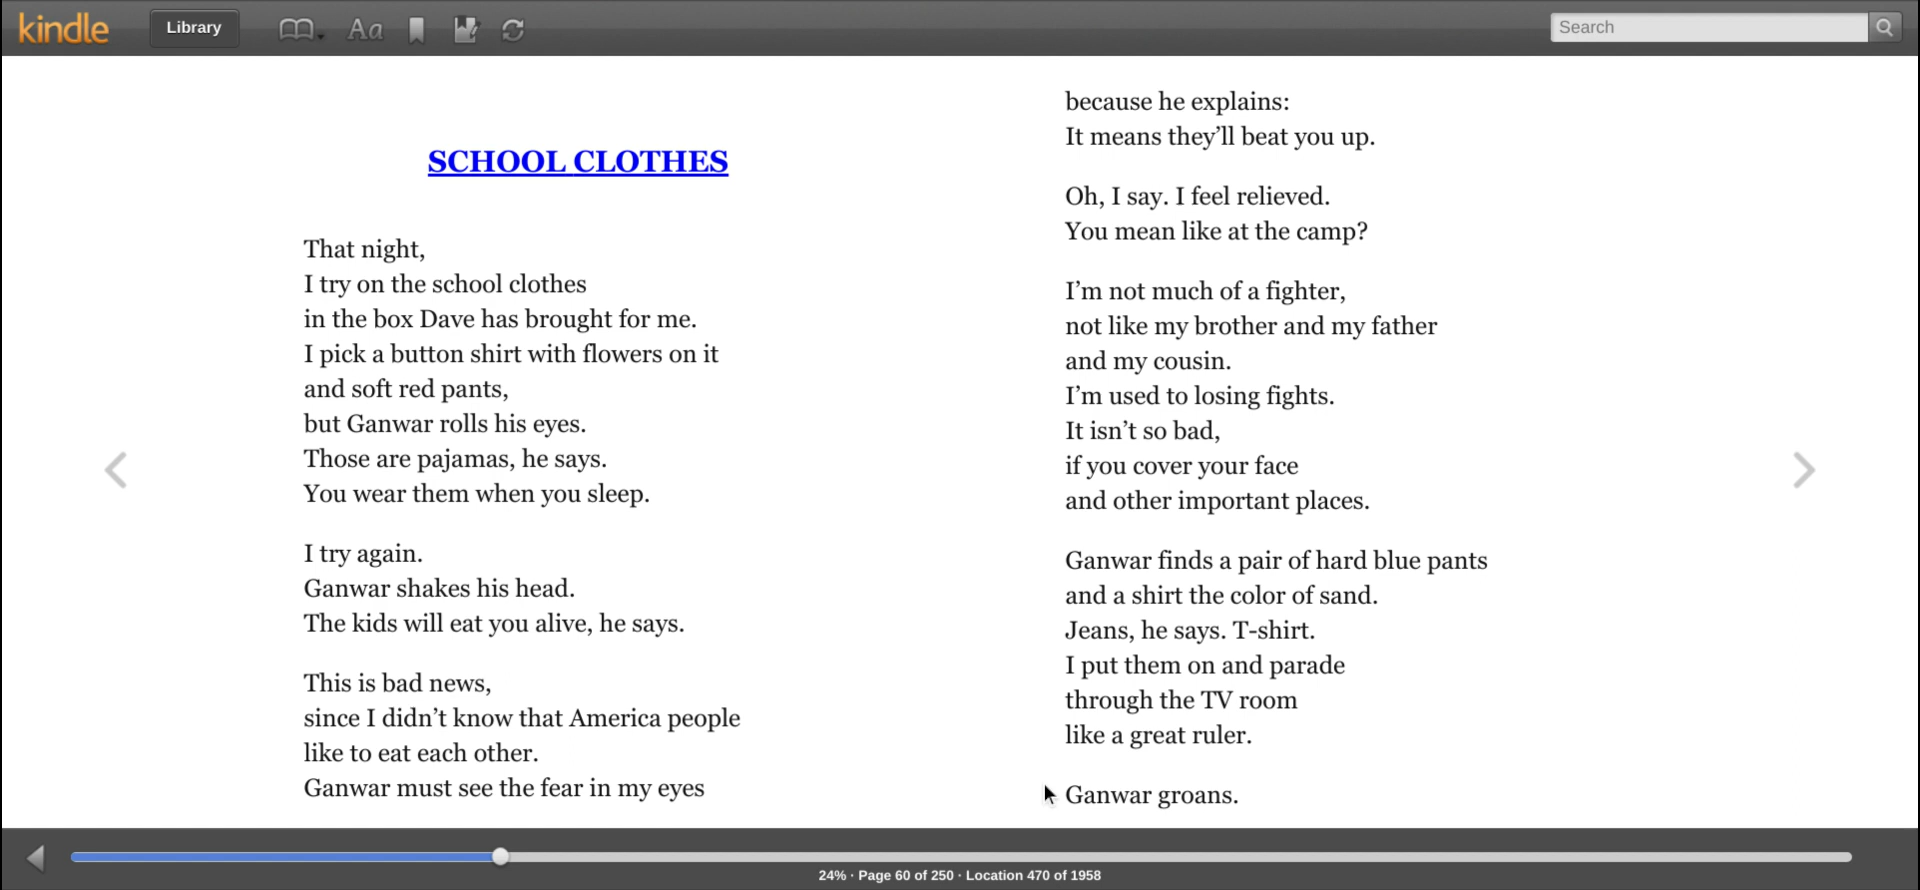 kindle
Library
Aa
Search
SCHOOL CLOTHES
That night,
I try on the school clothes
in the box Dave has brought for me.
I pick a button shirt with flowers on it
and soft red pants,
but Ganwar rolls his eyes.
Those are pajamas, he says.
You wear them when you sleep.
I try again.
Ganwar shakes his head.
The kids will eat you alive, he says.
This is bad news,
since I didn’t know that America people
like to eat each other.
Ganwar must see the fear in my eyes
because he explains:
It means they’ll beat you up.
Oh, I say. I feel relieved.
You mean like at the camp?
I’m not much of a fighter,
not like my brother and my father
and my cousin.
I’m used to losing fights.
It isn’t so bad,
if you cover your face
and other important places.
Ganwar finds a pair of hard blue pants
and a shirt the color of sand.
Jeans, he says. T-shirt.
I put them on and parade
through the TV room
like a great ruler.
Ganwar groans.
24% · Page 60 of 250 · Location 470 of 1958